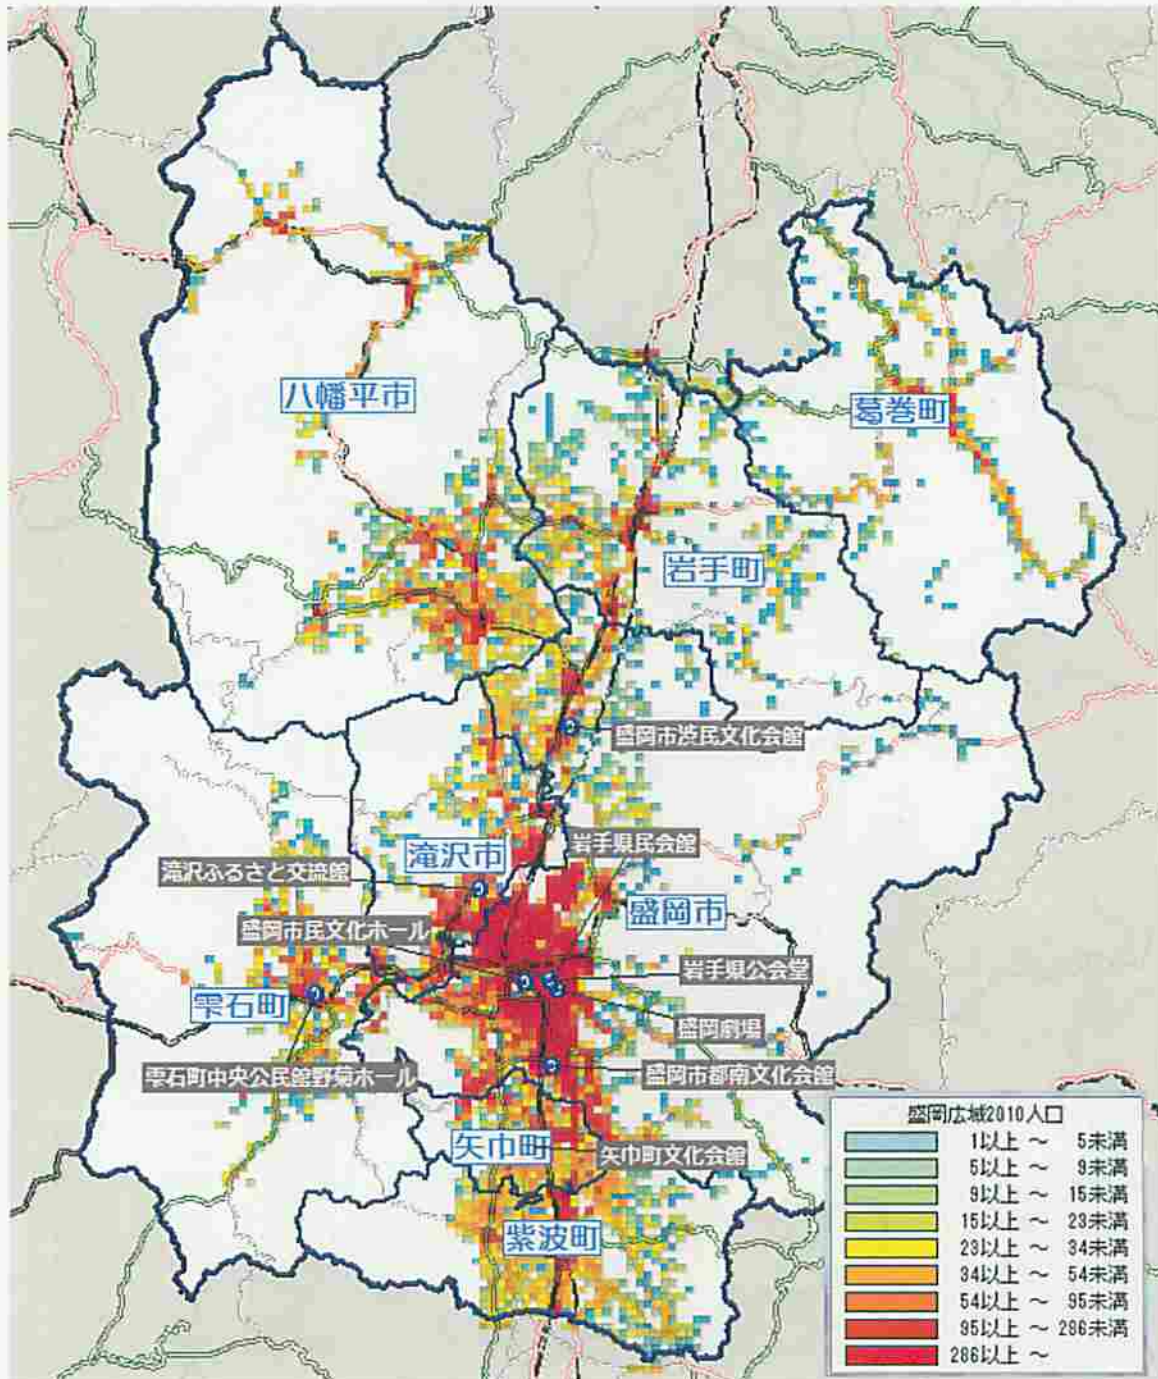 八幡平市
葛巻町
岩手町
盛岡市渋民文化会館
滝沢市
岩手県民会館
滝沢ふるさと交流館
盛岡市
盛岡市民文化ホール
岩手県公会堂
雫石町
盛岡劇場
雫石町中央公民館野菊ホール
盛岡市都南文化会館
矢巾町
矢巾町文化会館
紫波町
盛岡広域2010人口
1以上 ～ 5未満
5以上 ～ 9未満
9以上 ～ 15未満
15以上 ～ 23未満
23以上 ～ 34未満
34以上 ～ 54未満
54以上 ～ 95未満
95以上 ～ 286未満
286以上 ～